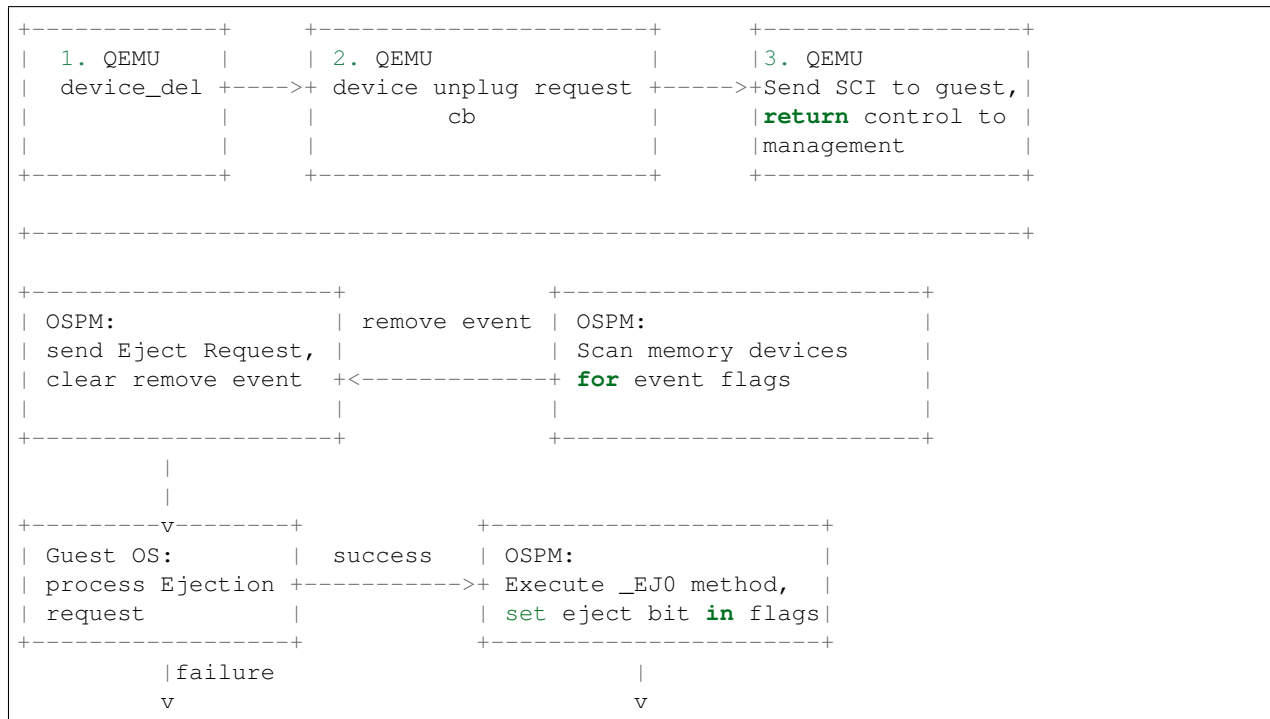 +-------------+     +-----------------------+      +------------------+
|  1. QEMU    |     | 2. QEMU               |      |3. QEMU           |
|  device_del +---->+ device unplug request +----->+Send SCI to guest,|
|             |     |         cb            |      |return control to |
|             |     |                       |      |management        |
+-------------+     +-----------------------+      +------------------+
+---------------------------------------------------------------------+
+---------------------+              +-------------------------+
| OSPM:               | remove event | OSPM:                   |
| send Eject Request, |              | Scan memory devices     |
| clear remove event  +<-------------+ for event flags         |
|                     |              |                         |
+---------------------+              +-------------------------+
          |
          |
+---------v--------+            +-----------------------+
| Guest OS:        |  success   | OSPM:                 |
| process Ejection +----------->+ Execute _EJ0 method,  |
| request          |            | set eject bit in flags|
+------------------+            +-----------------------+
          |failure                         |
          v                                v